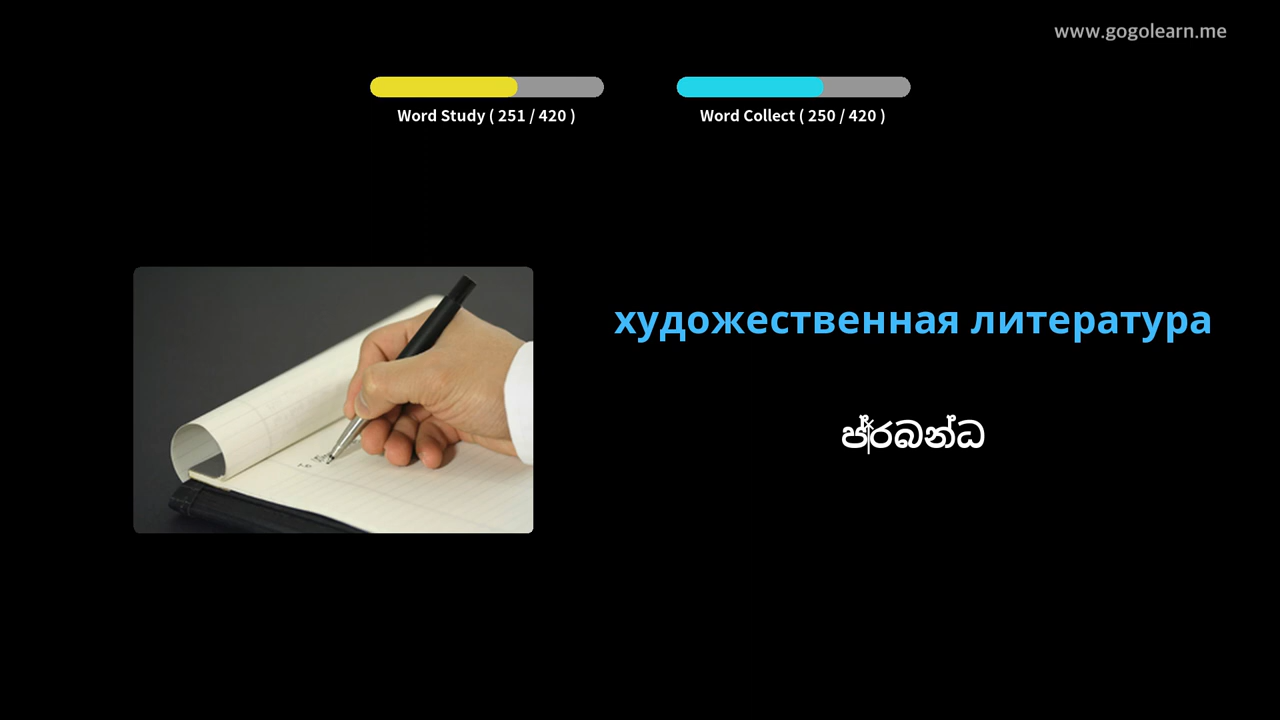 www.gogolearn.me
Word Study ( 251 / 420 )
Word Collect ( 250 / 420 )
художественная литература
ප්‍රබන්ධ